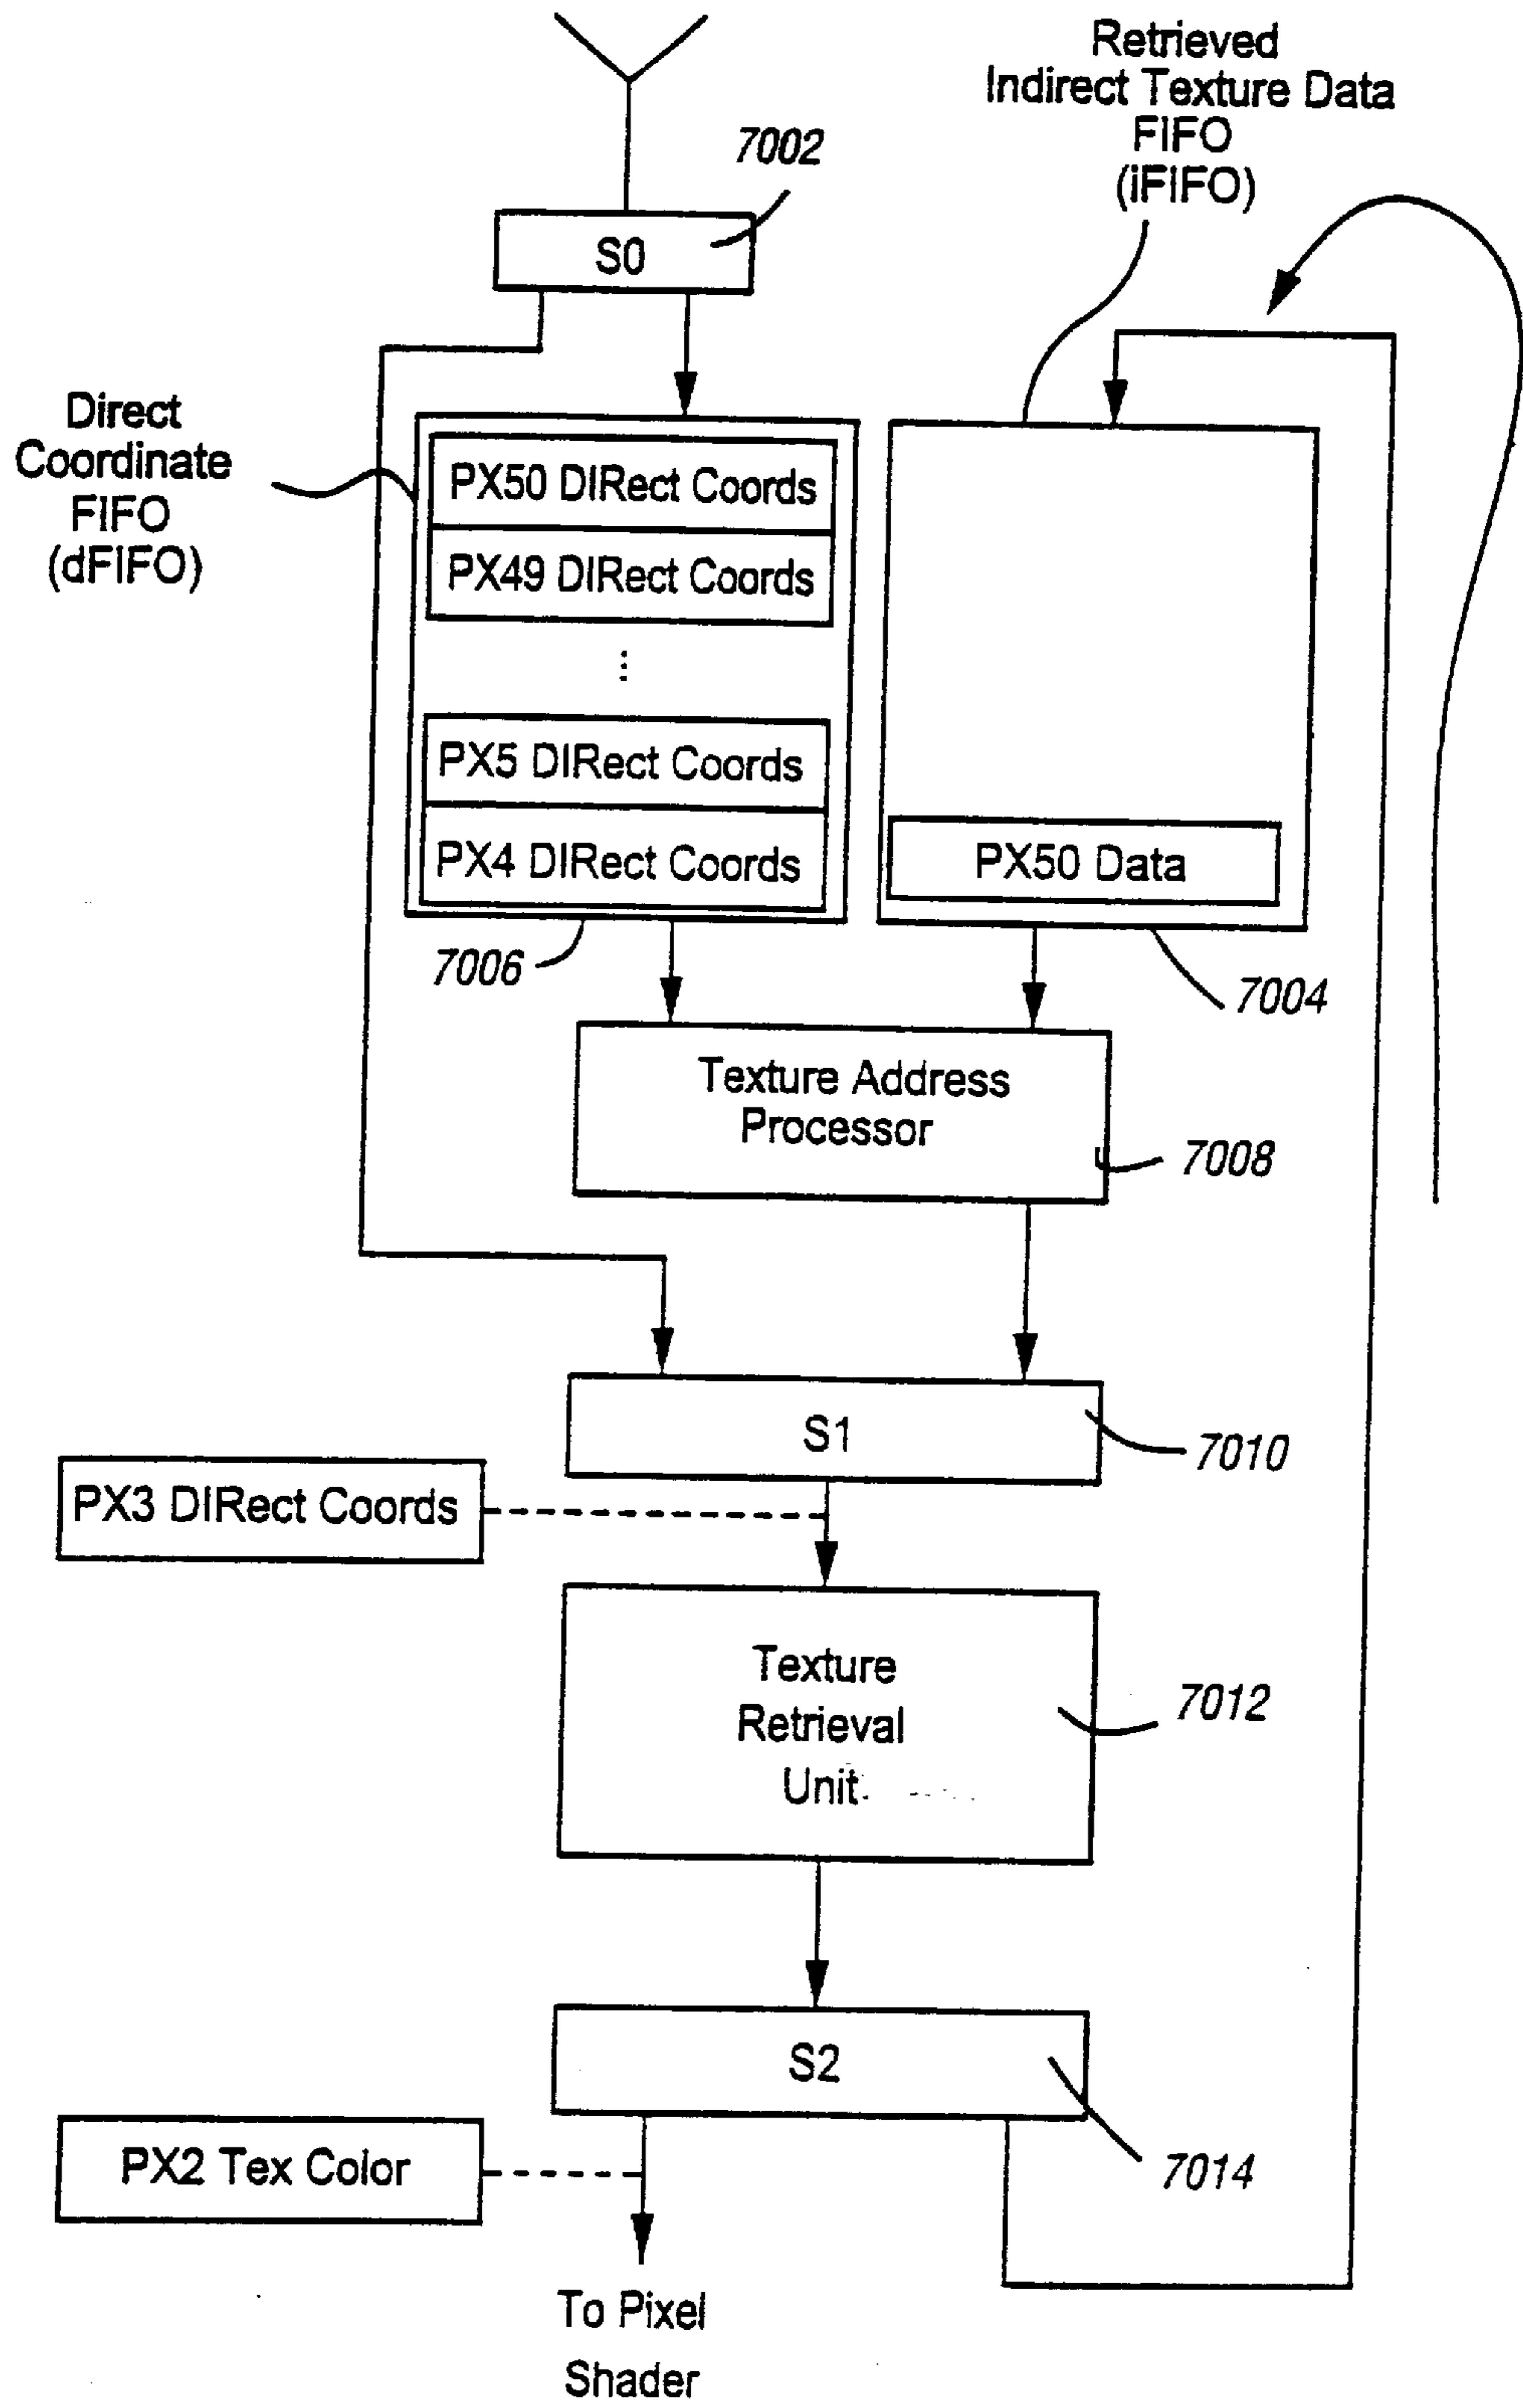 Retrieved
Indirect Texture Data
FIFO
(iFIFO)
7002
S0
Direct
Coordinate
FIFO
(dFIFO)
PX50 DIRect Coords
PX49 DIRect Coords
⋮
PX5 DIRect Coords
PX4 DIRect Coords
PX50 Data
7006
7004
Texture Address
Processor
7008
S1
7010
PX3 DIRect Coords
Texture
Retrieval
Unit
7012
S2
7014
PX2 Tex Color
To Pixel
Shader